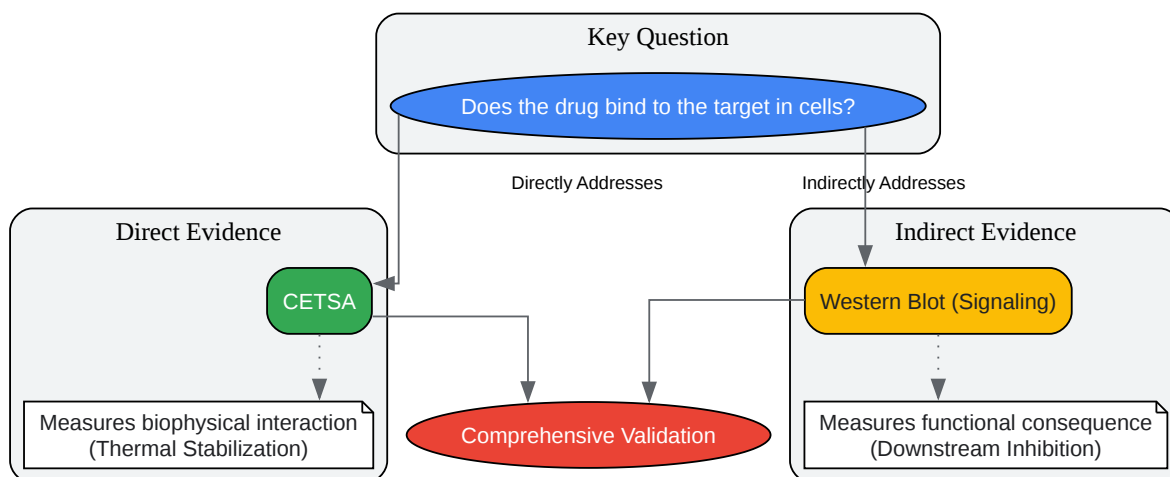 Key Question
Does the drug bind to the target in cells?
Directly Addresses
Indirectly Addresses
Direct Evidence
CETSA
Measures biophysical interaction
(Thermal Stabilization)
Comprehensive Validation
Indirect Evidence
Western Blot (Signaling)
Measures functional consequence
(Downstream Inhibition)